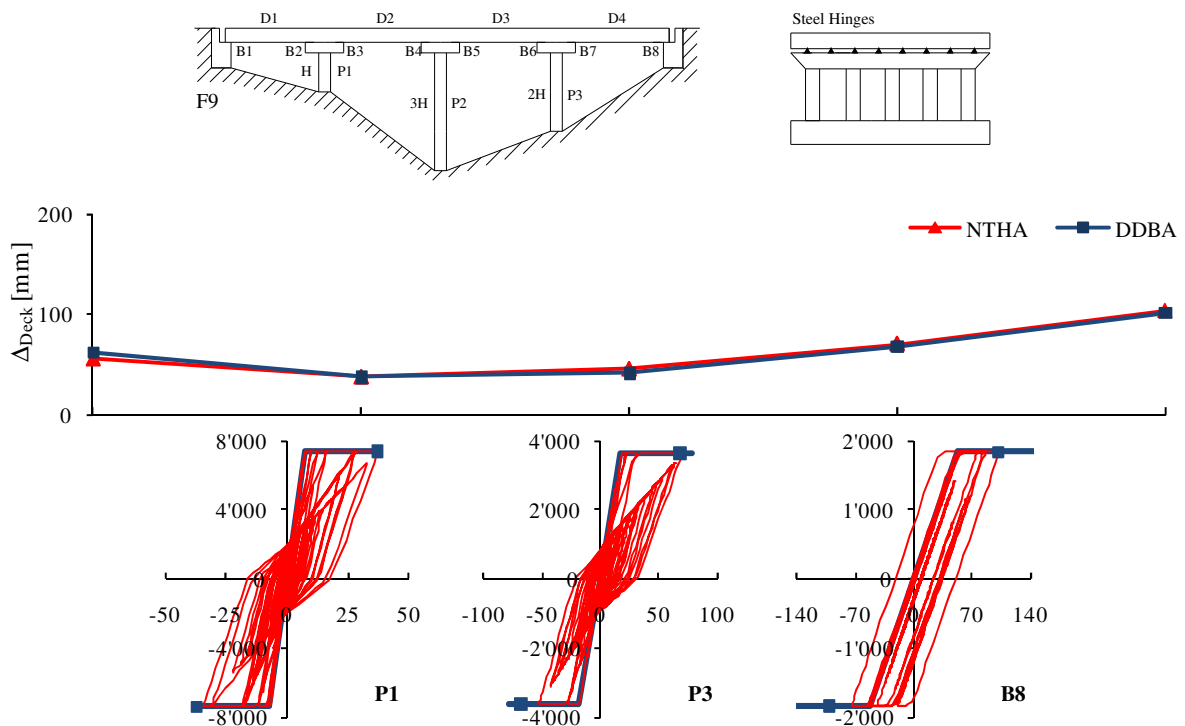 D1 D2 D3 D4
Steel Hinges
B1 B2 B3 B4 B5 B6 B7 B8
H P1
F9
3H P2
2H P3
200
NTHA DDBA
100
0
ΔDeck [mm]
8'000
4'000
0
-50 -25 0 25 50
-4'000
-8'000
P1
4'000
2'000
0
-100 -50 0 50 100
-2'000
-4'000
P3
2'000
1'000
0
-140 -70 0 70 140
-1'000
-2'000
B8